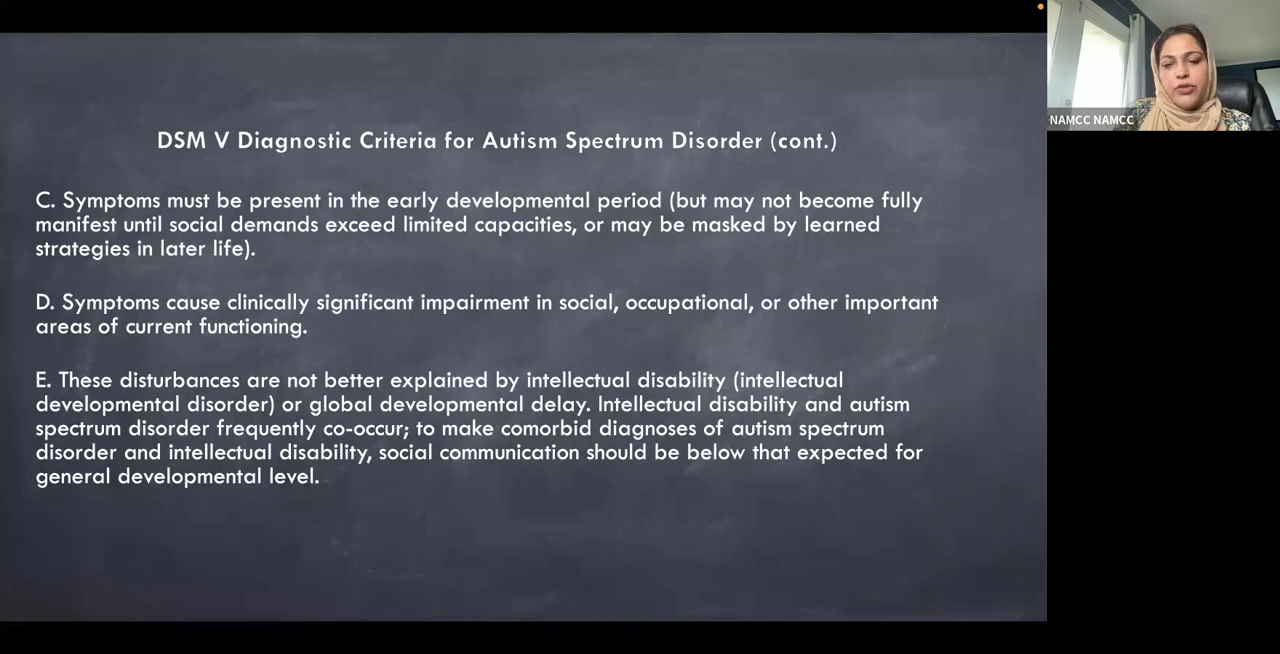 DSM V Diagnostic Criteria for Autism Spectrum Disorder (cont.)
C. Symptoms must be present in the early developmental period (but may not become fully
manifest until social demands exceed limited capacities, or may be masked by learned
strategies in later life).
D. Symptoms cause clinically significant impairment in social, occupational, or other important
areas of current functioning.
E. These disturbances are not better explained by intellectual disability (intellectual
developmental disorder) or global developmental delay. Intellectual disability and autism
spectrum disorder frequently co-occur; to make comorbid diagnoses of autism spectrum
disorder and intellectual disability, social communication should be below that expected for
general developmental level.
NAMCC NAMCC